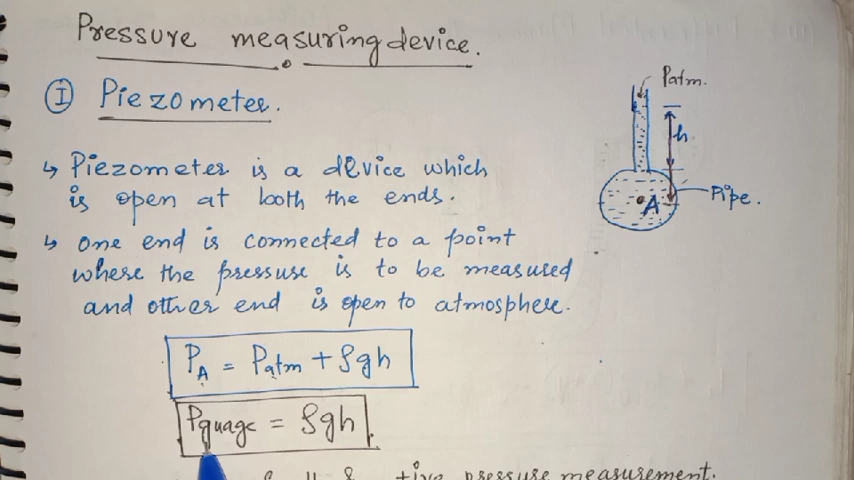 Pressure measuring device.
I Piezometer.
Patm.
h
A
Pipe.
↳ Piezometer is a device which
is open at both the ends.
↳ One end is connected to a point
where the pressure is to be measured
and other end is open to atmosphere.
P_A = Patm + ρgh
Pguage = ρgh
tive pressure measurement.